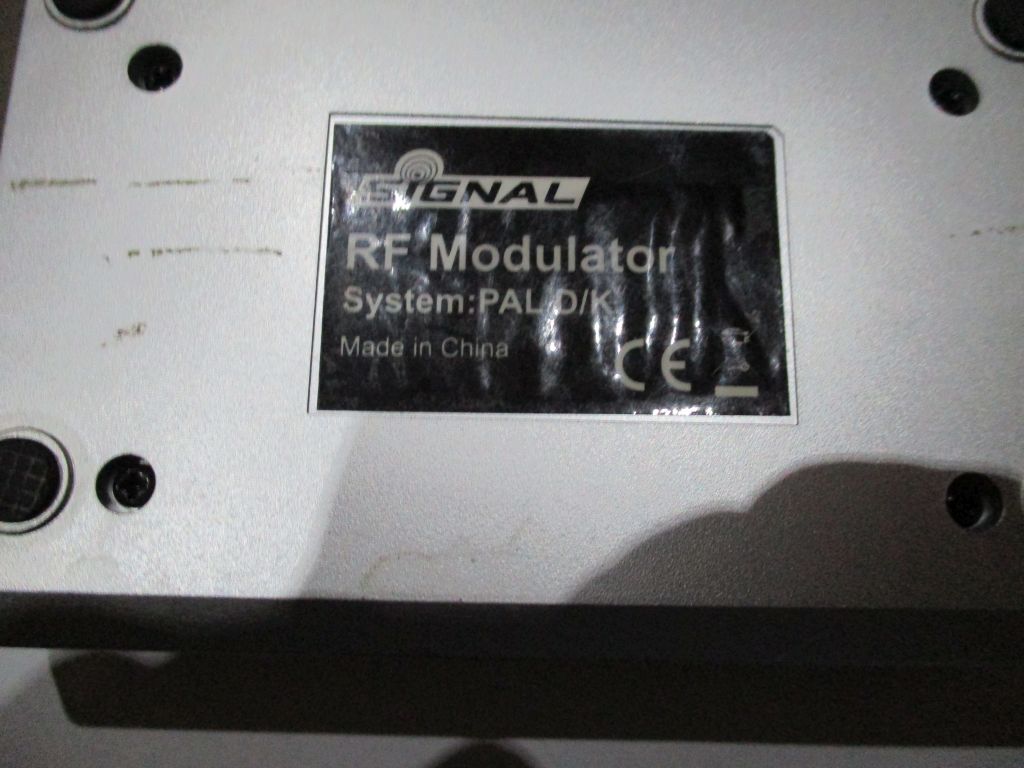 SIGNAL
RF Modulator
System:PAL D/K
Made in China
CE